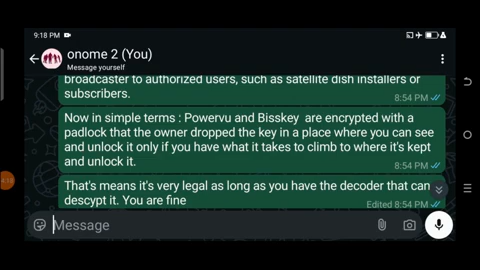 9:18 PM
onome 2 (You)
Message yourself
broadcaster to authorized users, such as satellite dish installers or
subscribers.
8:54 PM
Now in simple terms : Powervu and Bisskey  are encrypted with a
padlock that the owner dropped the key in a place where you can see
and unlock it only if you have what it takes to climb to where it's kept
and unlock it.
8:54 PM
That's means it's very legal as long as you have the decoder that can
descypt it. You are fine
Edited 8:54 PM
Message
4:18